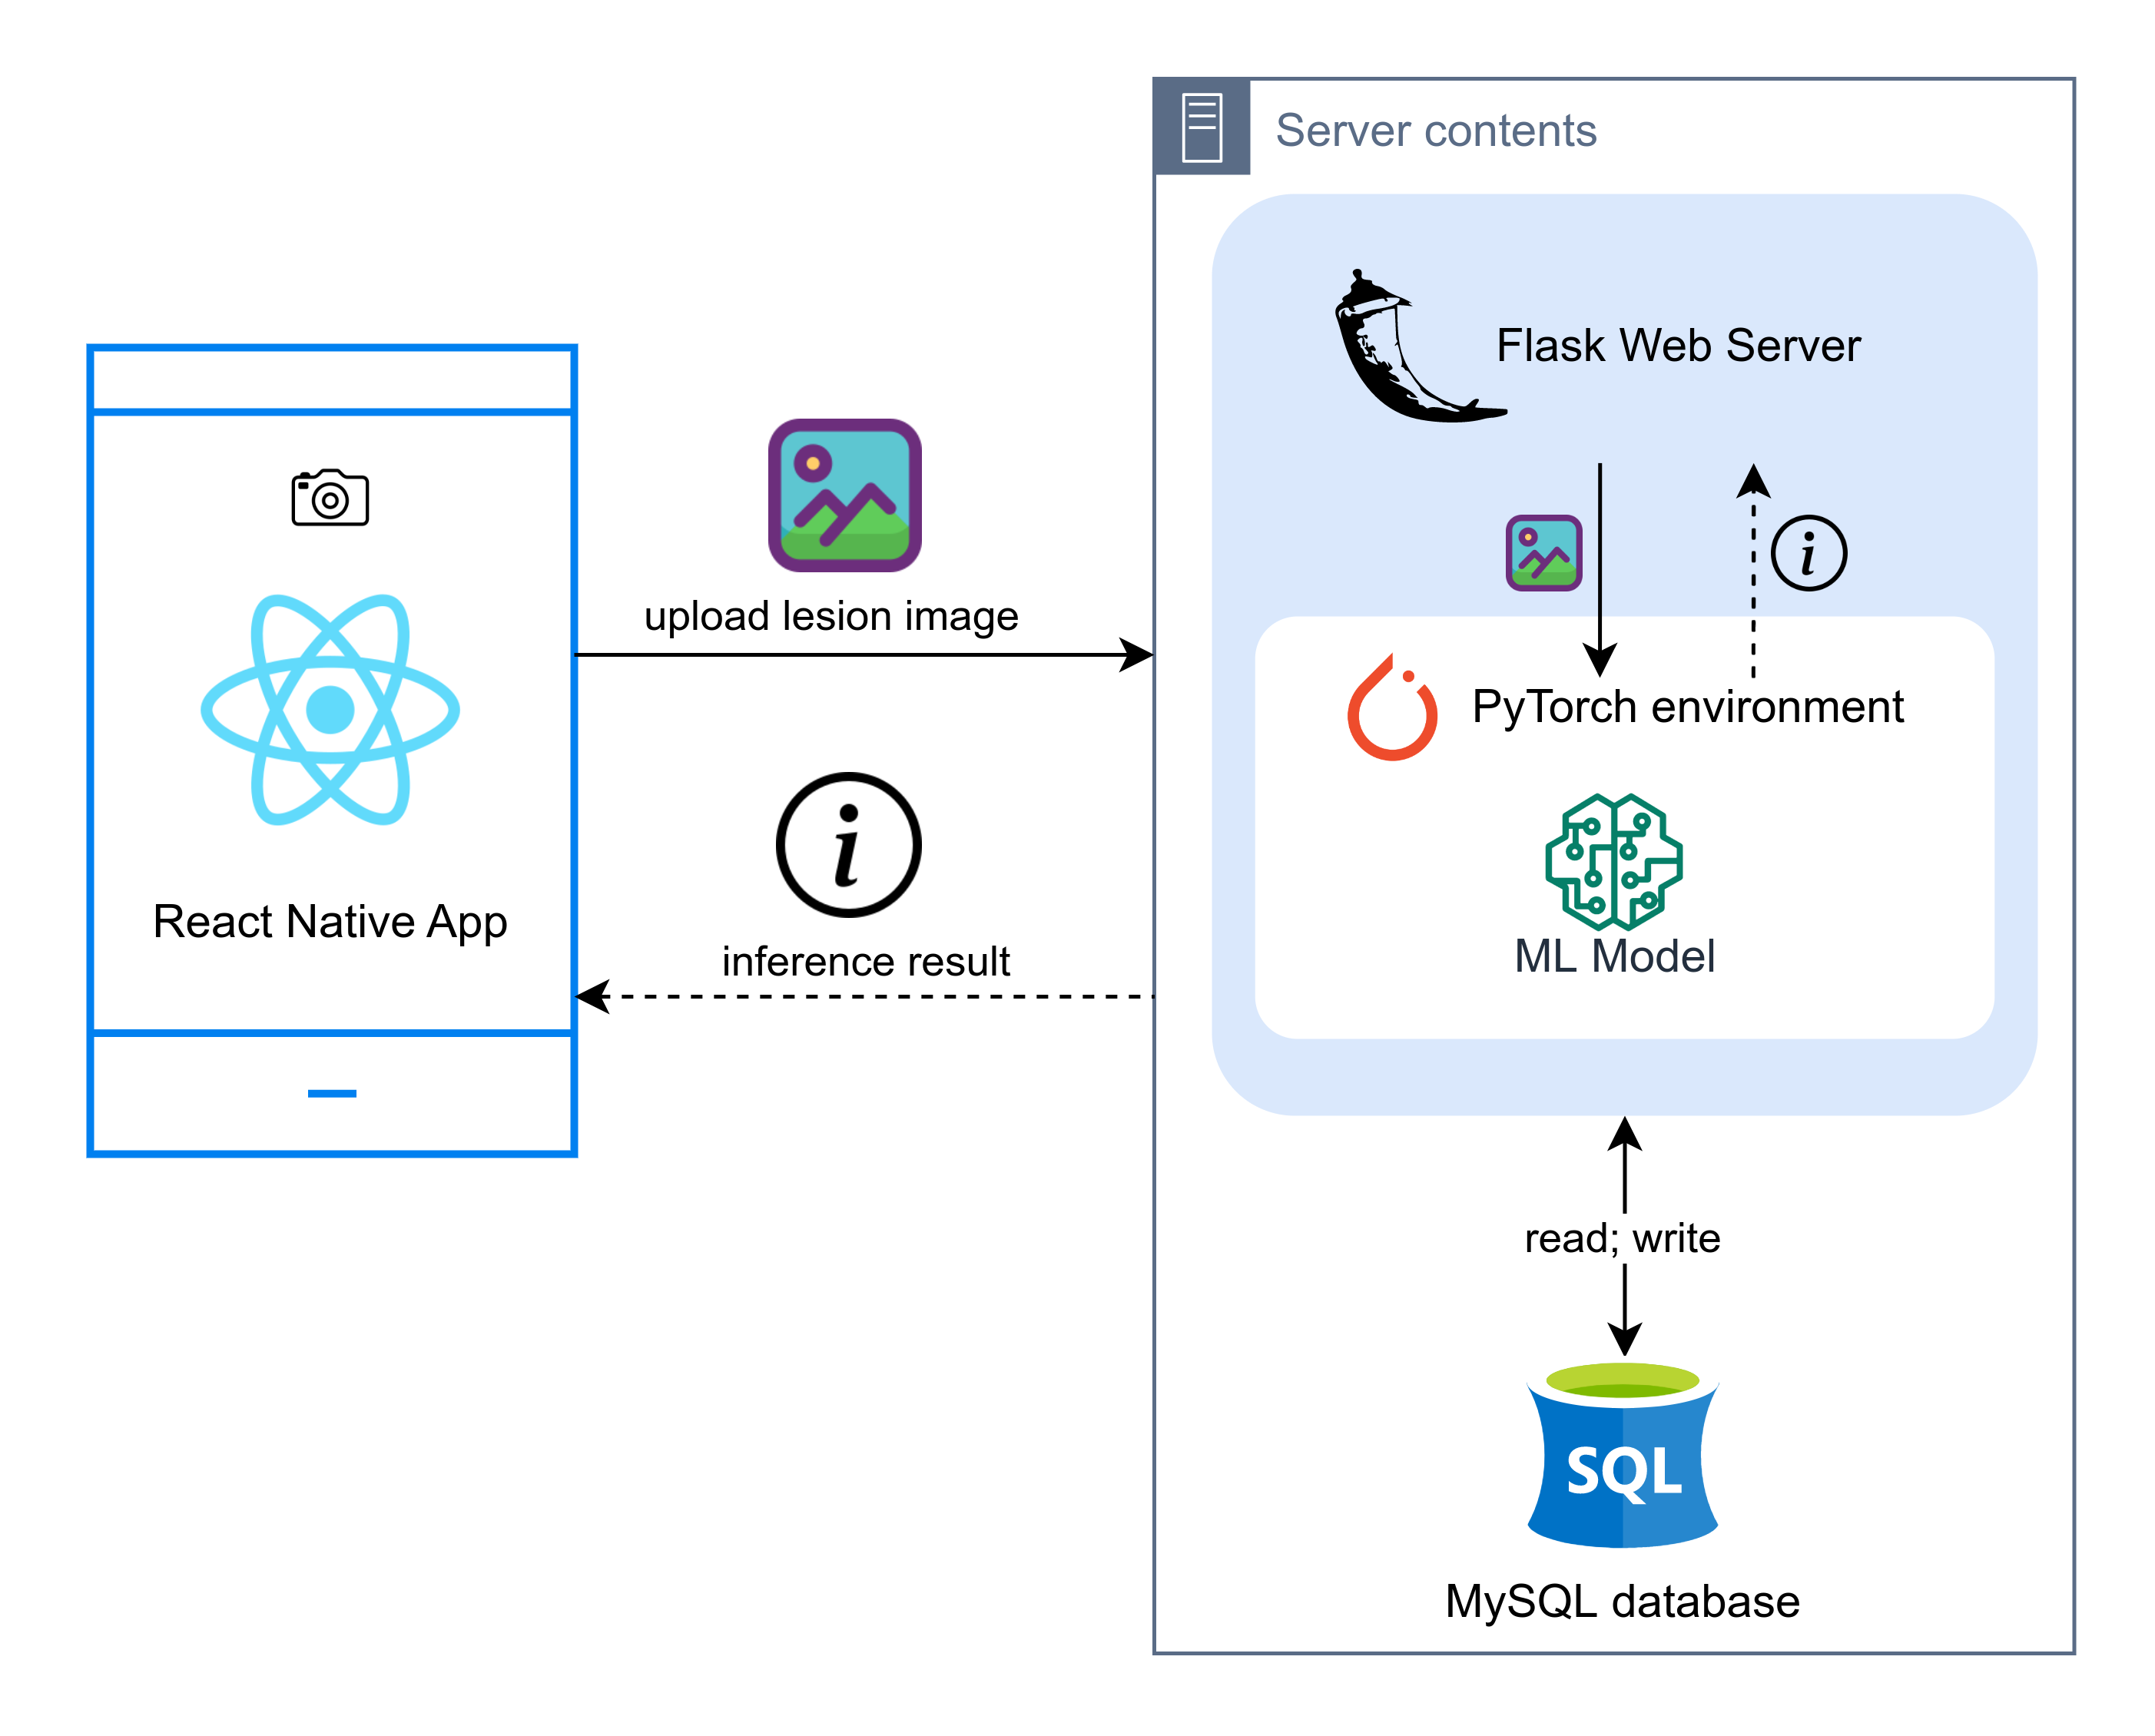 Server contents
Flask Web Server
upload lesion image
PyTorch environment
React Native App
inference result
ML Model
read; write
SQL
MySQL database